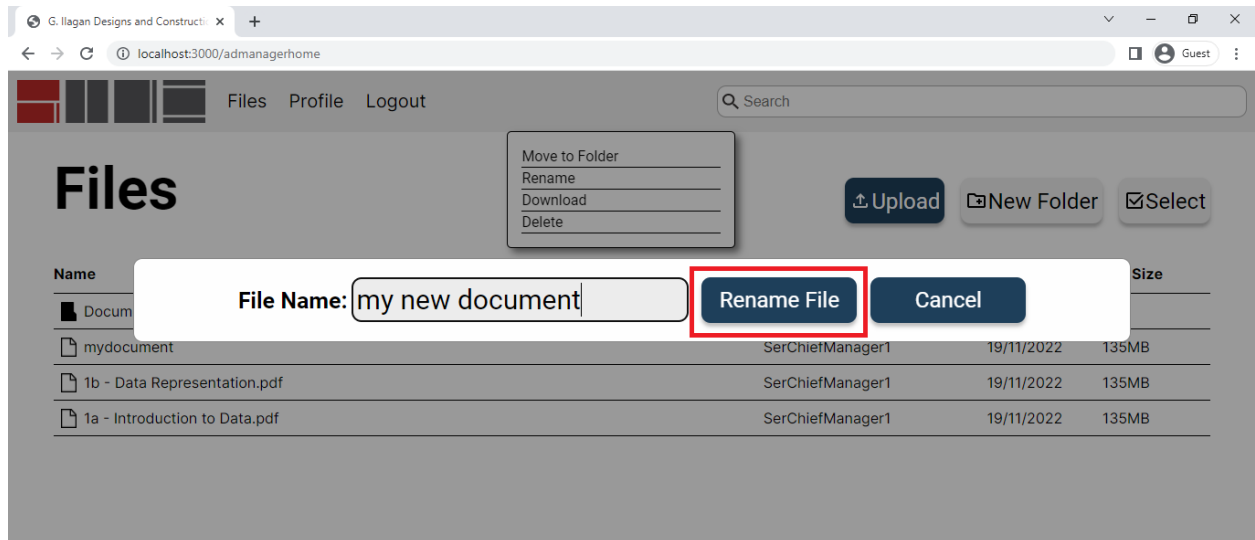 G. Ilagan Designs and Constructi
localhost:3000/admanagerhome
Guest
Files Profile Logout
Search
Move to Folder
Rename
Download
Delete
Files
Upload New Folder Select
Name Size
File Name: my new document Rename File Cancel
Docum
mydocument SerChiefManager1 19/11/2022 135MB
1b - Data Representation.pdf SerChiefManager1 19/11/2022 135MB
1a - Introduction to Data.pdf SerChiefManager1 19/11/2022 135MB